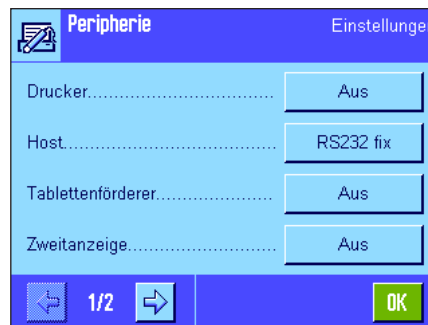 Peripherie Einstellunge
Drucker................................ Aus
Host........................................ RS232 fix
Tablettenförderer...................... Aus
Zweitanzeige............................ Aus
1/2 OK